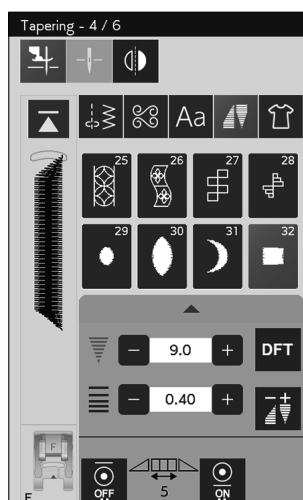 Tapering - 4 / 6
Aa
25 26 27 28
29 30 31 32
- 9.0 + DFT
- 0.40 + - +
F
F OFF 5 ON